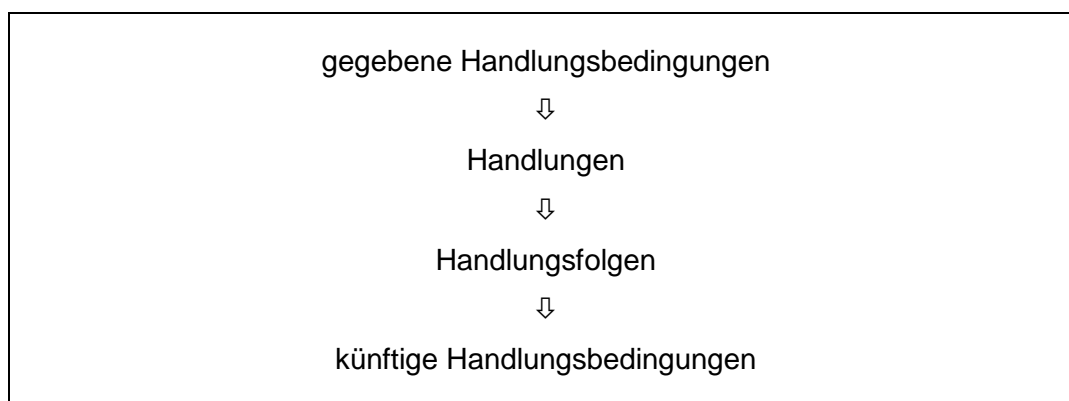 gegebene Handlungsbedingungen
⇩
Handlungen
⇩
Handlungsfolgen
⇩
künftige Handlungsbedingungen